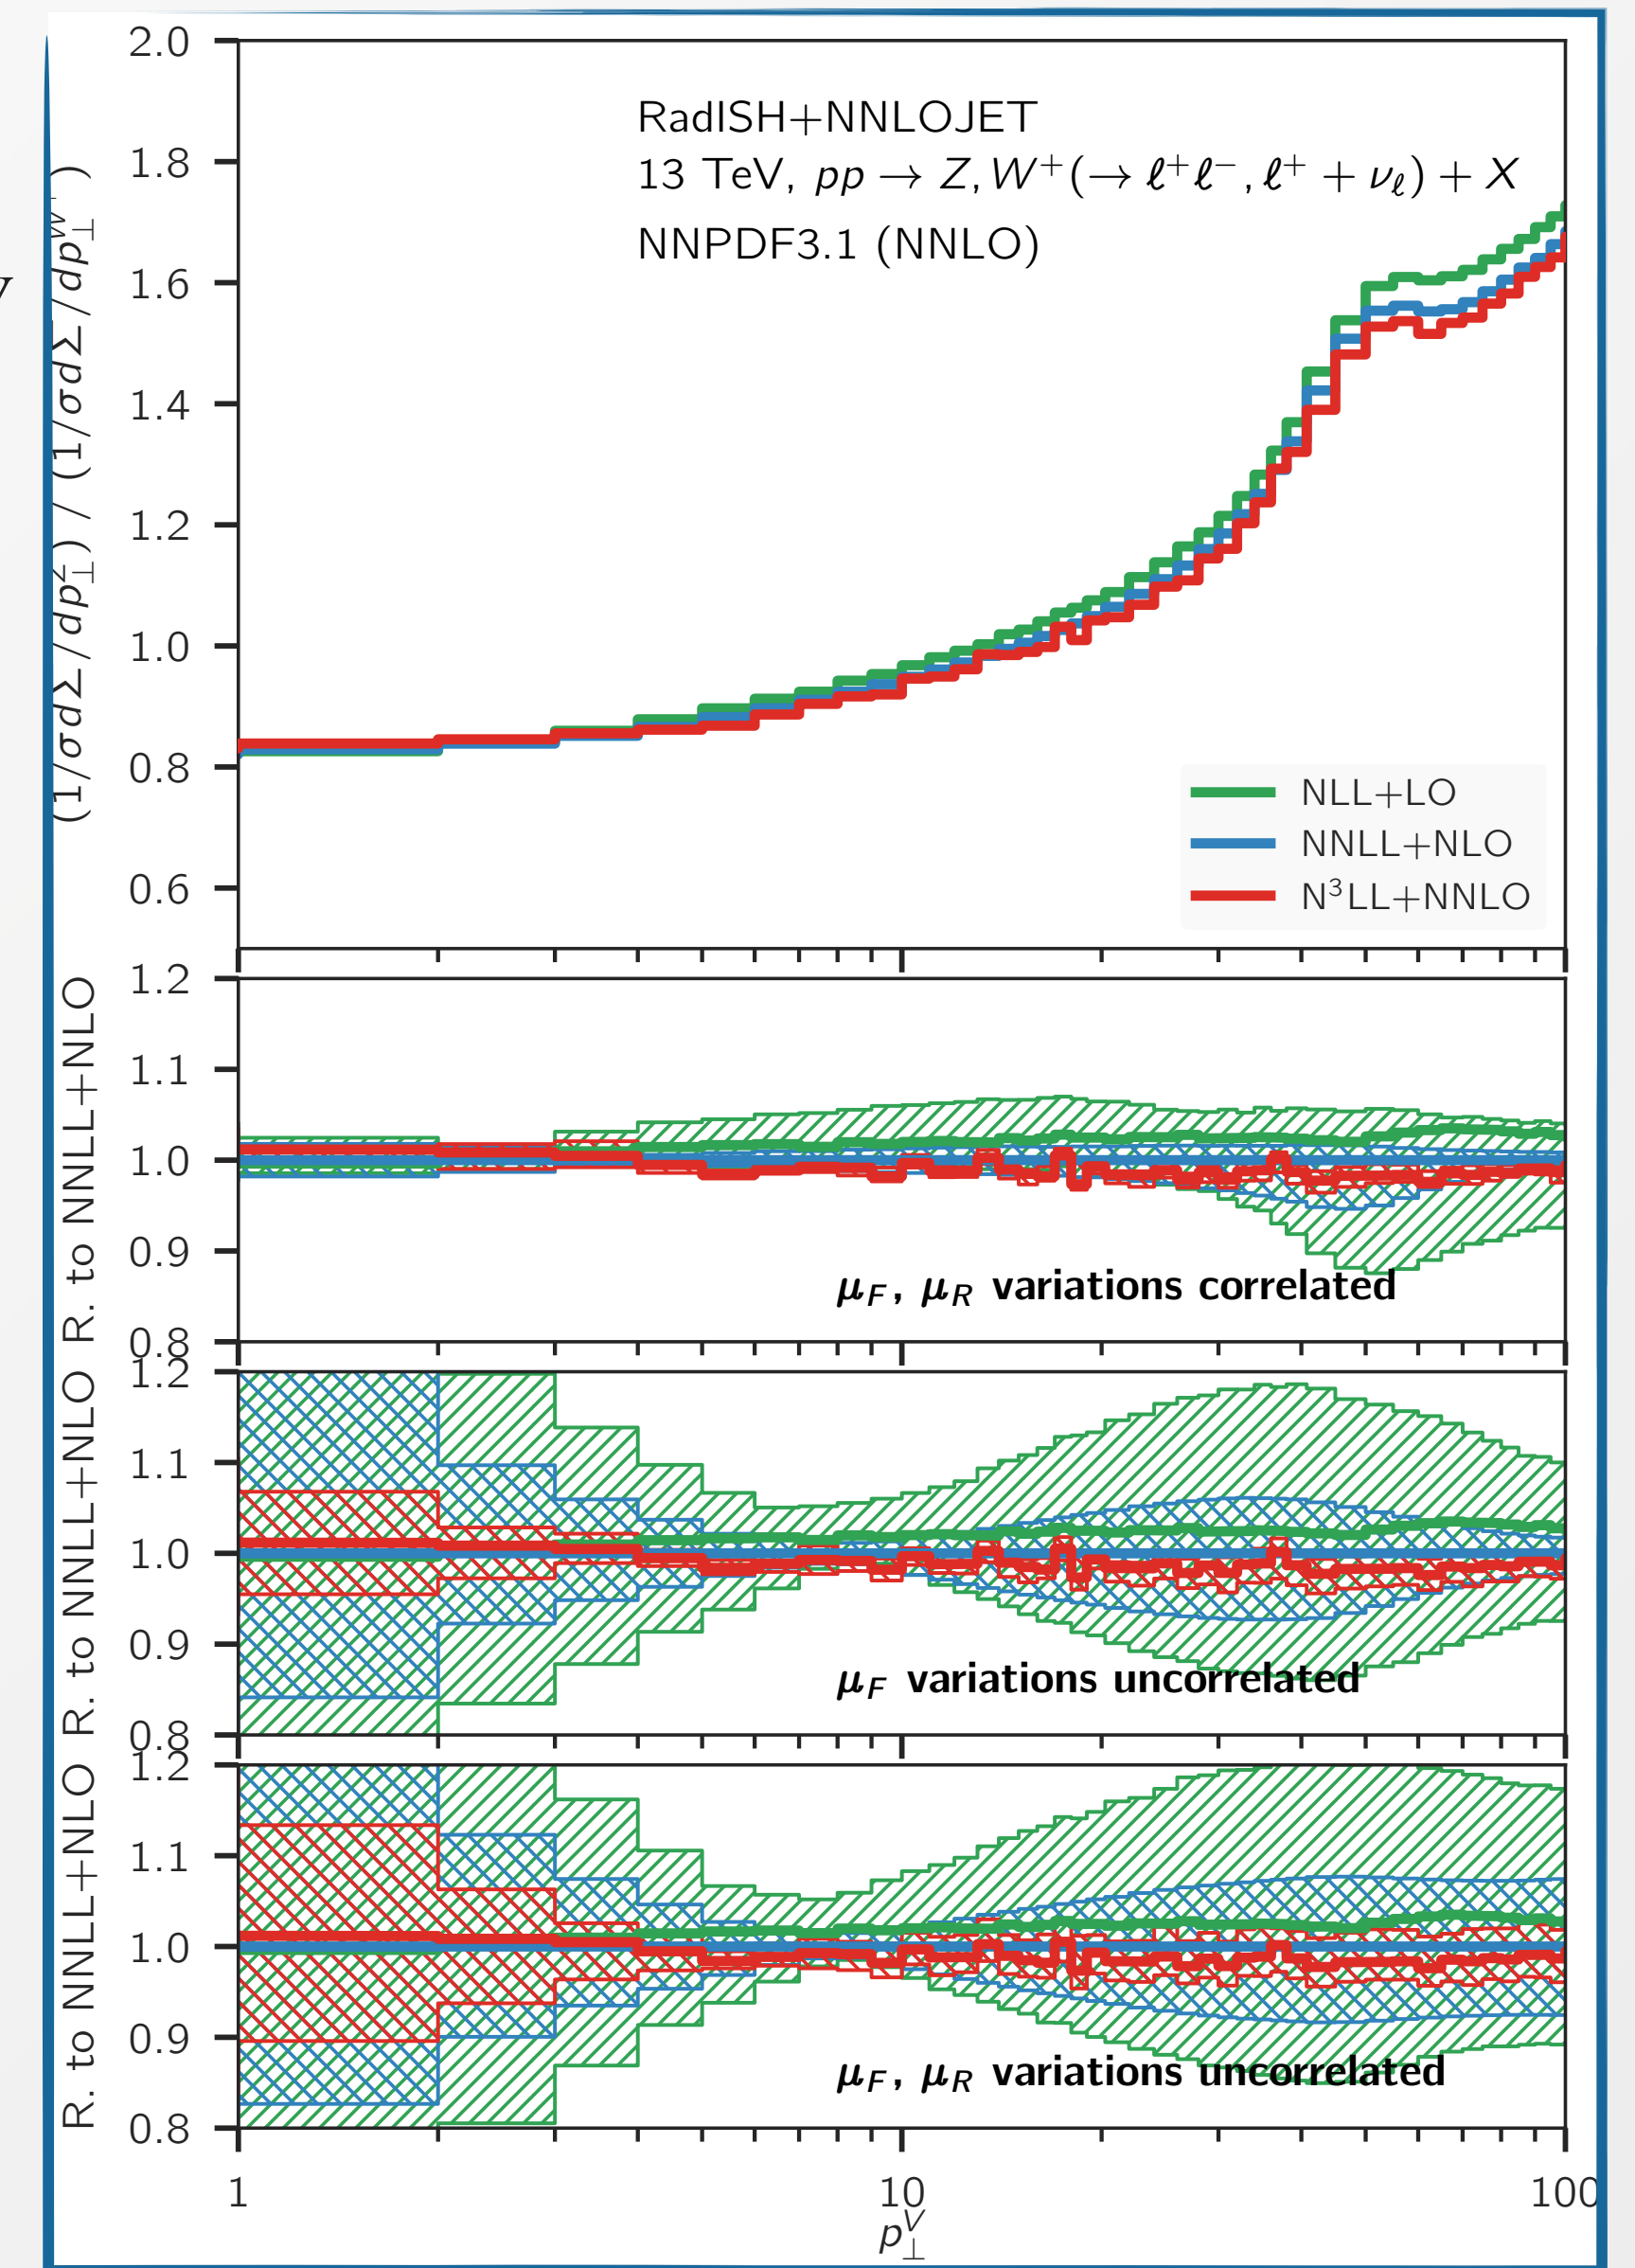 2.0
1.8
1.6
1.4
1.2
1.0
0.8
0.6
(1/σdΣ/dp⊥^Z) / (1/σdΣ/dp⊥^W⁺)
RadISH+NNLOJET
13 TeV, pp → Z, W⁺(→ ℓ⁺ℓ⁻, ℓ⁺ + νℓ) + X
NNPDF3.1 (NNLO)
NLL+LO
NNLL+NLO
N³LL+NNLO
1.2
1.1
1.0
0.9
0.8
R. to NNLL+NLO
μF, μR variations correlated
1.2
1.1
1.0
0.9
0.8
R. to NNLL+NLO
μF variations uncorrelated
1.2
1.1
1.0
0.9
0.8
R. to NNLL+NLO
μF, μR variations uncorrelated
1 10 100
p⊥^V